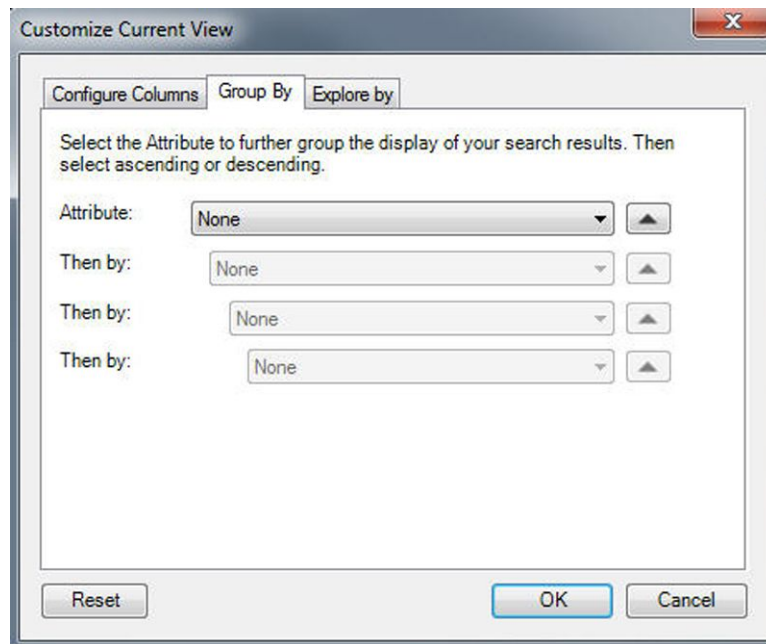 Customize Current View
Configure Columns Group By Explore by
Select the Attribute to further group the display of your search results. Then
select ascending or descending.
Attribute: None
Then by: None
Then by: None
Then by: None
Reset OK Cancel